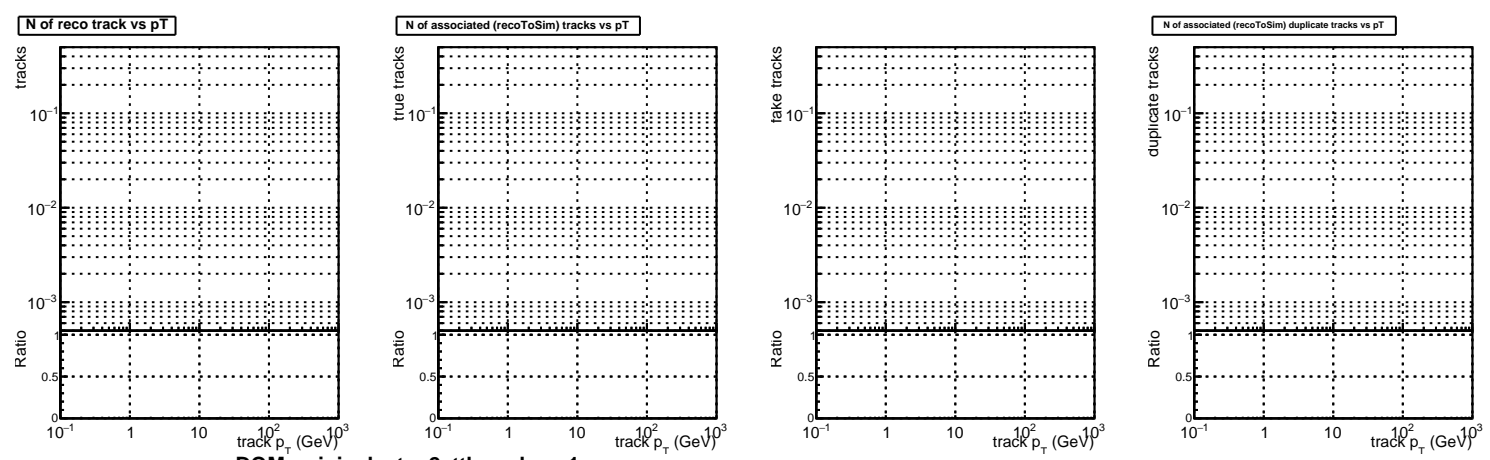 N of reco track vs pT
tracks
10⁻¹
10⁻²
10⁻³
Ratio
1
0.5
0
10⁻¹ 1 10 10² 10³
track p_T (GeV)
N of associated (recoToSim) tracks vs pT
true tracks
10⁻¹
10⁻²
10⁻³
Ratio
1
0.5
0
10⁻¹ 1 10 10² 10³
track p_T (GeV)
fake tracks
10⁻¹
10⁻²
10⁻³
Ratio
1
0.5
0
10⁻¹ 1 10 10² 10³
track p_T (GeV)
N of associated (recoToSim) duplicate tracks vs pT
duplicate tracks
10⁻¹
10⁻²
10⁻³
Ratio
1
0.5
0
10⁻¹ 1 10 10² 10³
track p_T (GeV)